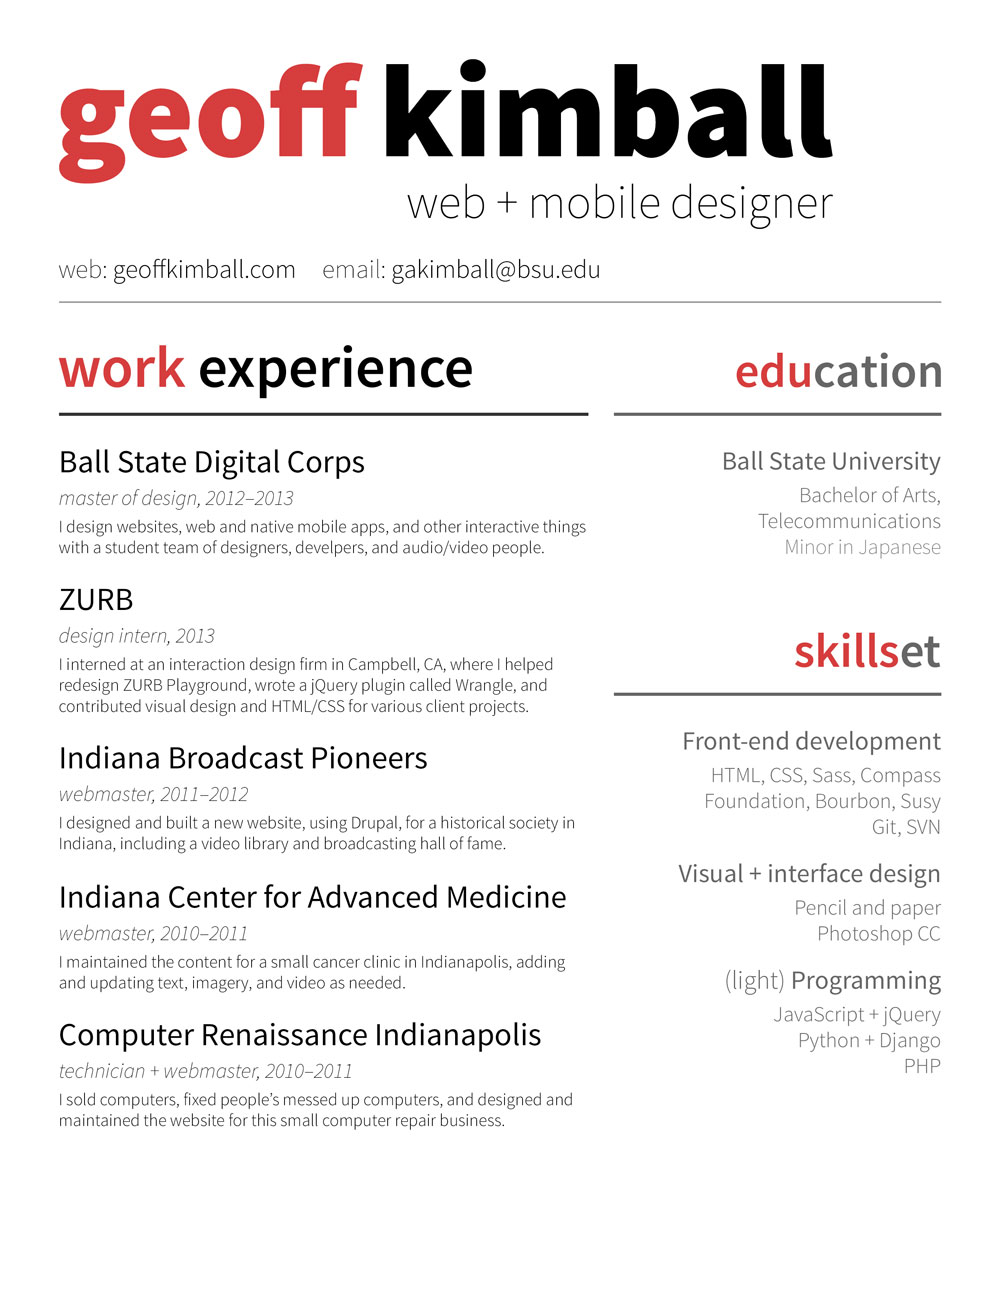 geoff kimball
web + mobile designer
web: geoffkimball.com email: gakimball@bsu.edu
work experience
Ball State Digital Corps
master of design, 2012–2013
I design websites, web and native mobile apps, and other interactive things
with a student team of designers, develpers, and audio/video people.
ZURB
design intern, 2013
I interned at an interaction design firm in Campbell, CA, where I helped
redesign ZURB Playground, wrote a jQuery plugin called Wrangle, and
contributed visual design and HTML/CSS for various client projects.
Indiana Broadcast Pioneers
webmaster, 2011–2012
I designed and built a new website, using Drupal, for a historical society in
Indiana, including a video library and broadcasting hall of fame.
Indiana Center for Advanced Medicine
webmaster, 2010–2011
I maintained the content for a small cancer clinic in Indianapolis, adding
and updating text, imagery, and video as needed.
Computer Renaissance Indianapolis
technician + webmaster, 2010–2011
I sold computers, fixed people’s messed up computers, and designed and
maintained the website for this small computer repair business.
education
Ball State University
Bachelor of Arts,
Telecommunications
Minor in Japanese
skillset
Front-end development
HTML, CSS, Sass, Compass
Foundation, Bourbon, Susy
Git, SVN
Visual + interface design
Pencil and paper
Photoshop CC
(light) Programming
JavaScript + jQuery
Python + Django
PHP